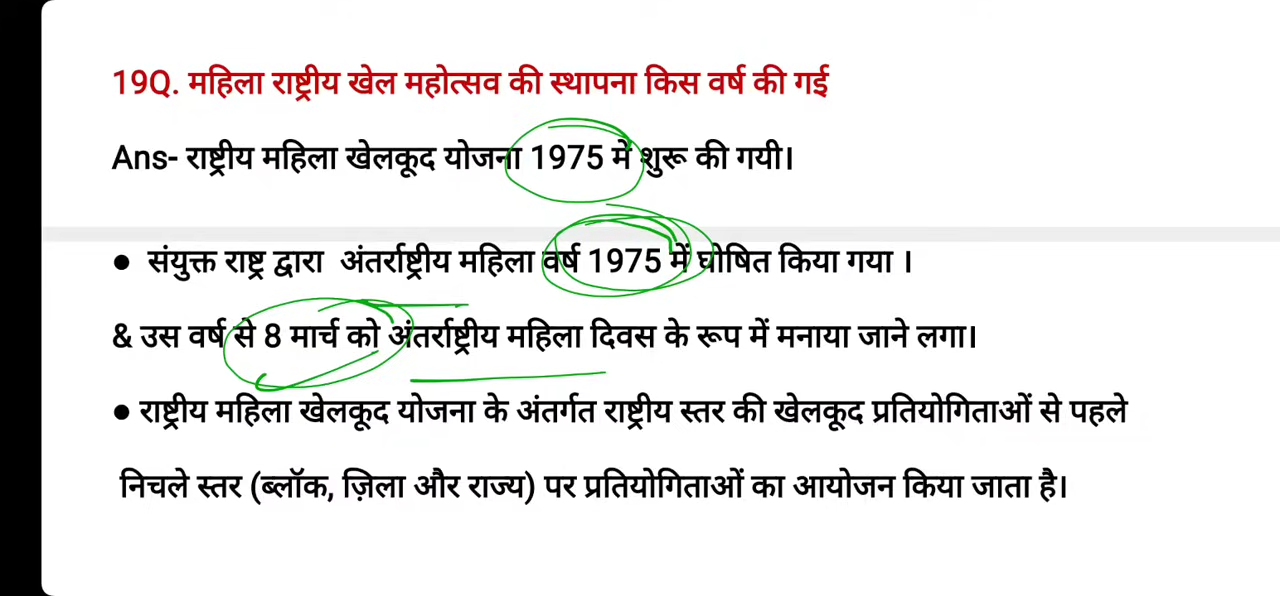 19Q. महिला राष्ट्रीय खेल महोत्सव की स्थापना किस वर्ष की गई
Ans- राष्ट्रीय महिला खेलकूद योजना 1975 में शुरू की गयी।
● संयुक्त राष्ट्र द्वारा अंतर्राष्ट्रीय महिला वर्ष 1975 में घोषित किया गया ।
& उस वर्ष से 8 मार्च को अंतर्राष्ट्रीय महिला दिवस के रूप में मनाया जाने लगा।
● राष्ट्रीय महिला खेलकूद योजना के अंतर्गत राष्ट्रीय स्तर की खेलकूद प्रतियोगिताओं से पहले
निचले स्तर (ब्लॉक, ज़िला और राज्य) पर प्रतियोगिताओं का आयोजन किया जाता है।